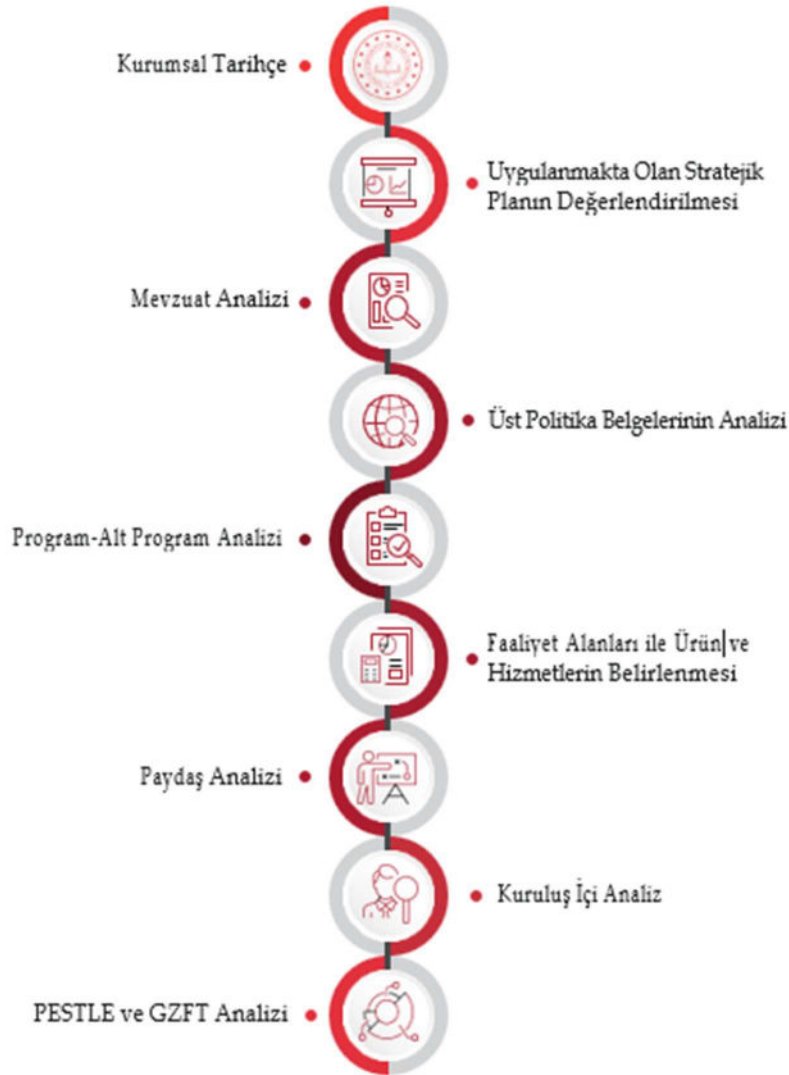 Kurumsal Tarihçe
Uygulanmakta Olan Stratejik
Planın Değerlendirilmesi
Mevzuat Analizi
Üst Politika Belgelerinin Analizi
Program-Alt Program Analizi
Faaliyet Alanları ile Ürün ve
Hizmetlerin Belirlenmesi
Paydaş Analizi
Kuruluş İçi Analiz
PESTLE ve GZFT Analizi